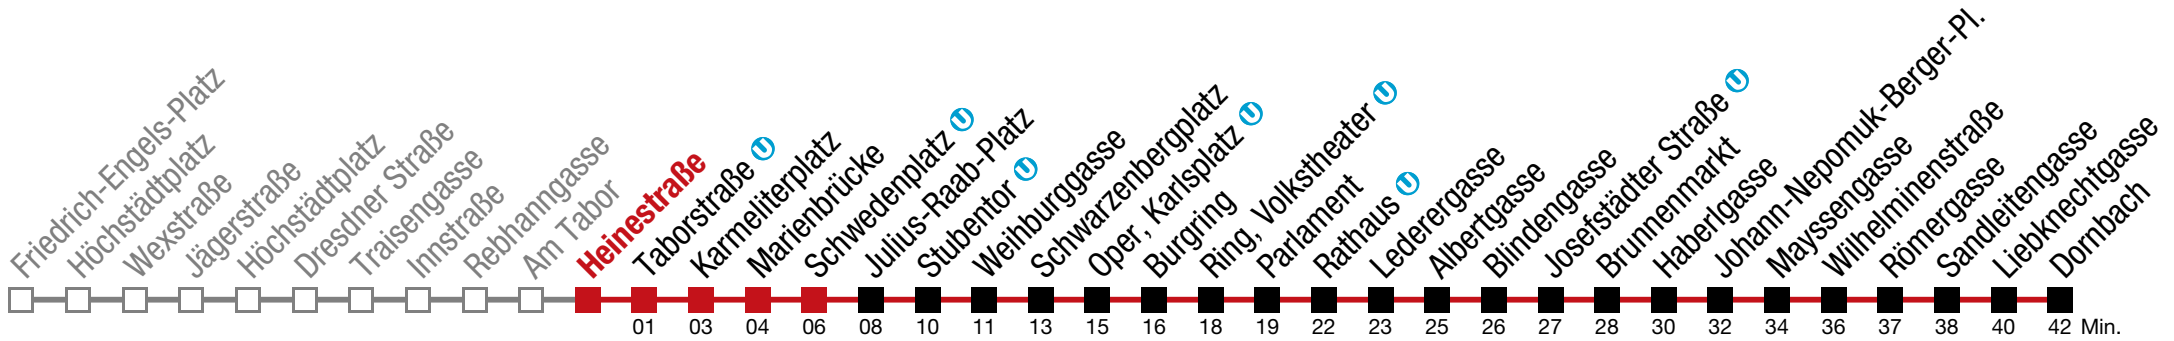 Friedrich-Engels-Platz
Höchstädtplatz
Wexstraße
Jägerstraße
Höchstädtplatz
Dresdner Straße
Traisengasse
Innstraße
Rebhanngasse
Am Tabor
Heinestraße
Taborstraße U
Karmeliterplatz
Marienbrücke
Schwedenplatz U
Julius-Raab-Platz
Stubentor U
Weihburggasse
Schwarzenbergplatz
Oper, Karlsplatz U
Burgring
Ring, Volkstheater U
Parlament
Rathaus U
Lederergasse
Albertgasse
Blindengasse
Josefstädter Straße U
Brunnenmarkt
Haberlgasse
Johann-Nepomuk-Berger-Pl.
Mayssengasse
Wilhelminenstraße
Römergasse
Sandleitengasse
Liebknechtgasse
Dornbach
01 03 04 06 08 10 11 13 15 16 18 19 22 23 25 26 27 28 30 32 34 36 37 38 40 42 Min.